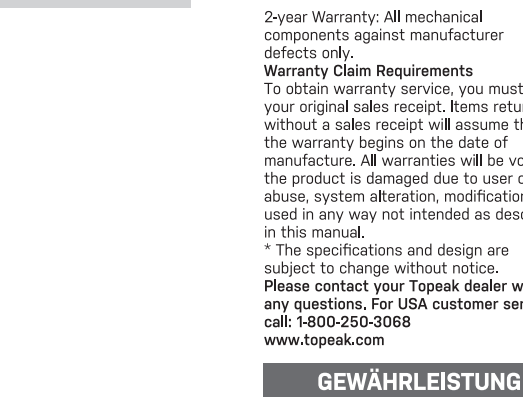 2-year Warranty: All mechanical
components against manufacturer
defects only.
Warranty Claim Requirements
To obtain warranty service, you must
your original sales receipt. Items
without a sales receipt will assume
the warranty begins on the date of
manufacture. All warranties will be
the product is damaged due to user
abuse, system alteration,
used in any way not intended as
in this manual.
* The specifications and design are
subject to change without notice.
Please contact your Topeak dealer
any questions. For USA customer
call: 1-800-250-3068
www.topeak.com
GEWÄHRLEISTUNG